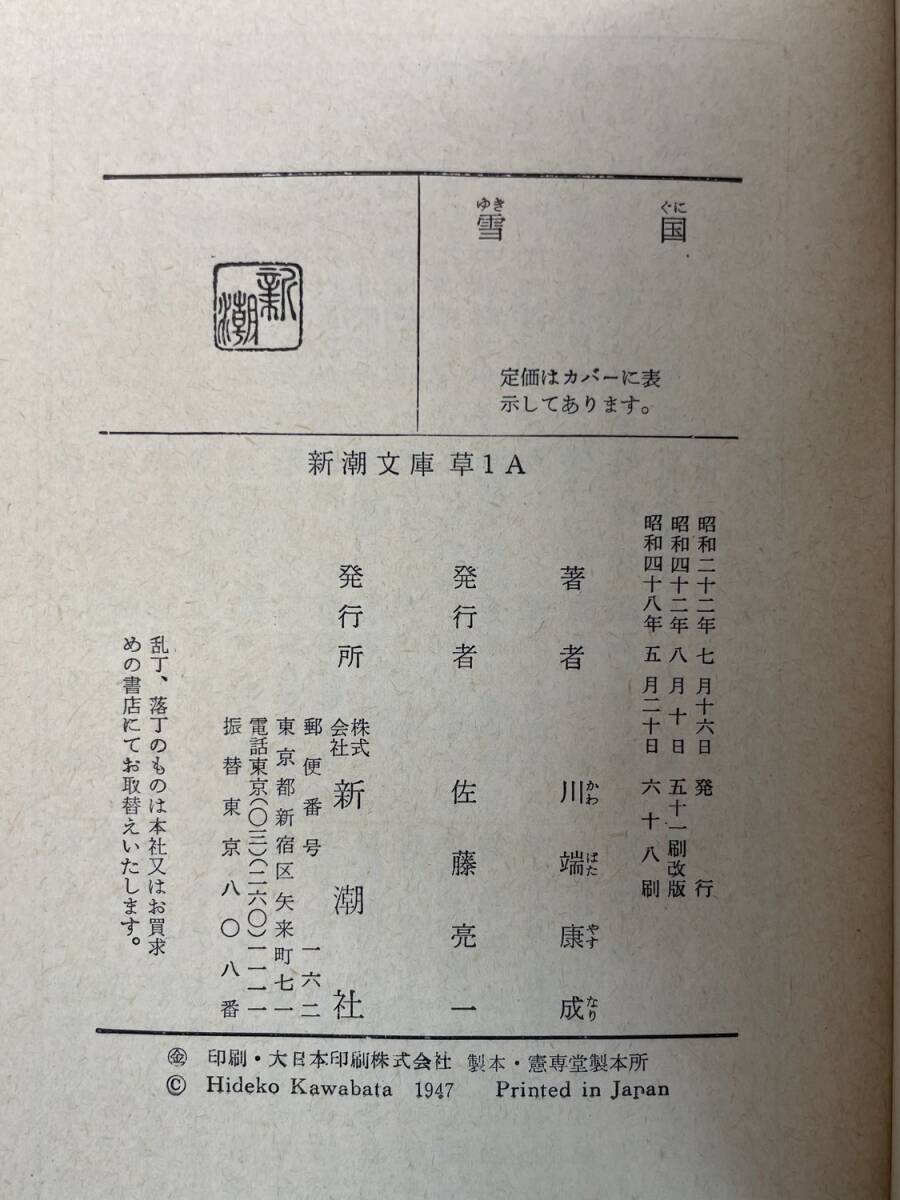 雪国
ゆき ぐに
定価はカバーに表
示してあります。
新潮
新潮文庫 草1A
昭和二十二年 七月十六日 発行
昭和四十二年 八月十日 五十一刷改版
昭和四十八年 五月二十日 六十八刷
著者 川端康成
かわ ばた やす なり
発行者 佐藤亮一
発行所 株式会社 新潮社
郵便番号 一六二
東京都新宿区矢来町七一
電話東京(〇三)(二六〇)一一一一
振替東京八〇八番
乱丁、落丁のものは本社又はお買求
めの書店にてお取替えいたします。
㊎ 印刷・大日本印刷株式会社 製本・憲専堂製本所
© Hideko Kawabata 1947 Printed in Japan